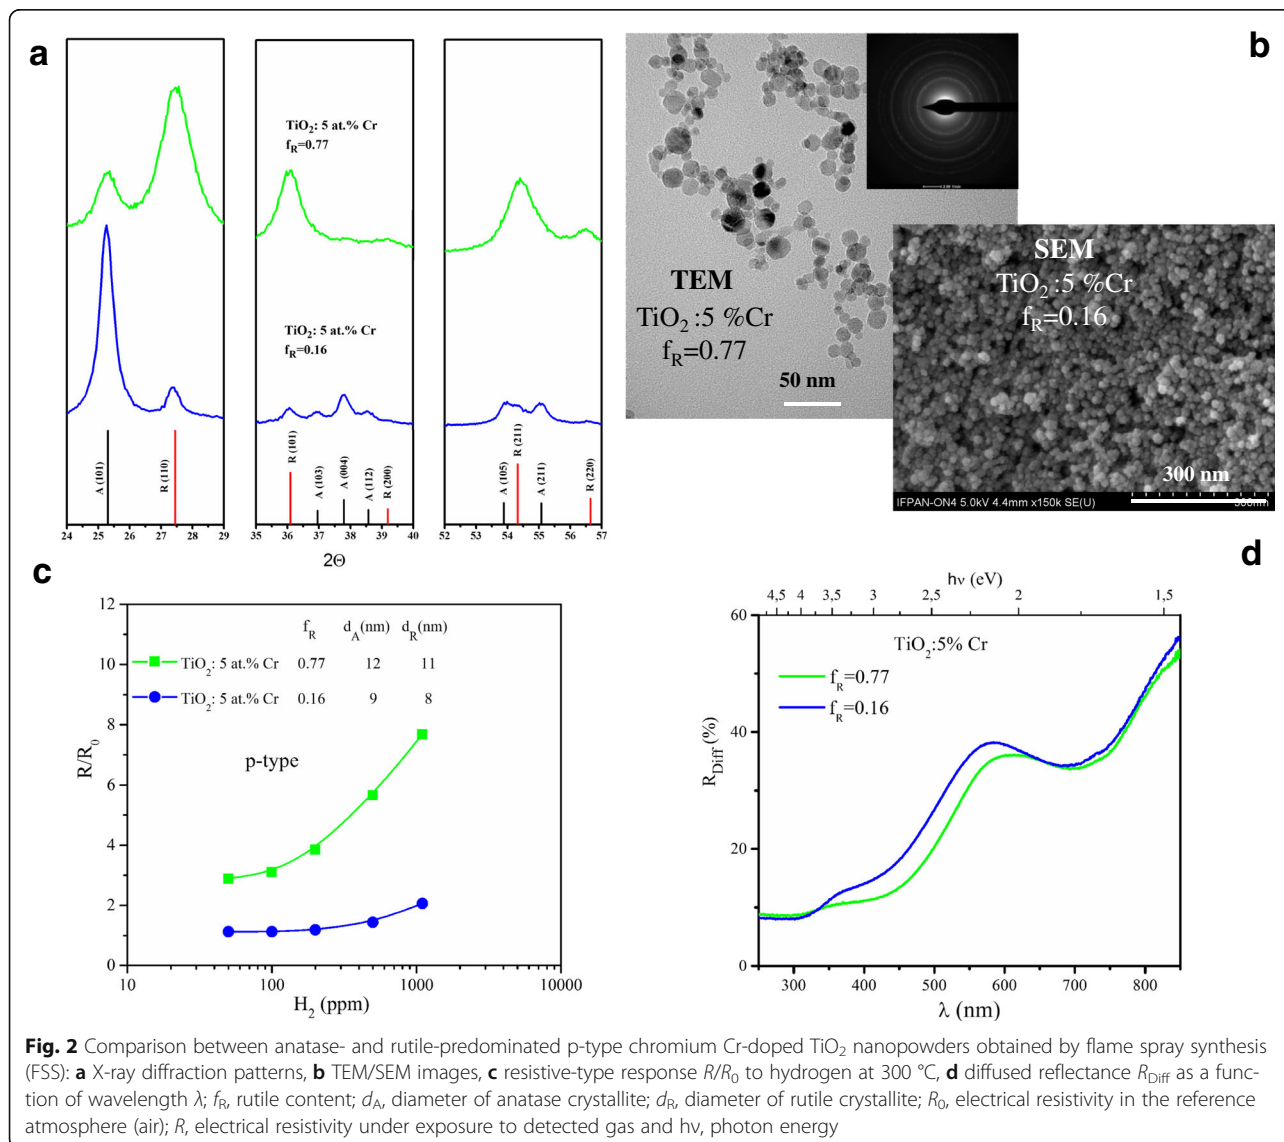 a
TiO2: 5 at.% Cr
fR=0.77
TiO2: 5 at.% Cr
fR=0.16
A (101)
R (110)
R (101)
A (103)
A (004)
A (112)
R (200)
A (105)
R (211)
A (211)
R (220)
24 25 26 27 28 29
35 36 37 38 39 40
52 53 54 55 56 57
2Θ
b
TEM
TiO2:5 %Cr
fR=0.77
50 nm
SEM
TiO2:5 %Cr
fR=0.16
300 nm
IFPAN-ON4 5.0kV 4.4mm x150k SE(U)
c
fR dA(nm) dR(nm)
TiO2: 5 at.% Cr 0.77 12 11
TiO2: 5 at.% Cr 0.16 9 8
p-type
R/R0
12
10
8
6
4
2
0
10 100 1000 10000
H2 (ppm)
d
hν (eV)
4,5 4 3,5 3 2,5 2 1,5
TiO2:5% Cr
fR=0.77
fR=0.16
RDiff (%)
60
40
20
0
300 400 500 600 700 800
λ (nm)
Fig. 2 Comparison between anatase- and rutile-predominated p-type chromium Cr-doped TiO2 nanopowders obtained by flame spray synthesis
(FSS): a X-ray diffraction patterns, b TEM/SEM images, c resistive-type response R/R0 to hydrogen at 300 °C, d diffused reflectance RDiff as a func-
tion of wavelength λ; fR, rutile content; dA, diameter of anatase crystallite; dR, diameter of rutile crystallite; R0, electrical resistivity in the reference
atmosphere (air); R, electrical resistivity under exposure to detected gas and hν, photon energy